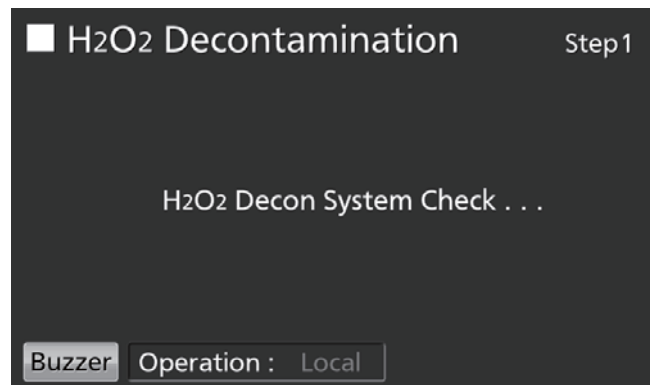 H2O2 Decontamination Step1
H2O2 Decon System Check . . .
Buzzer Operation : Local